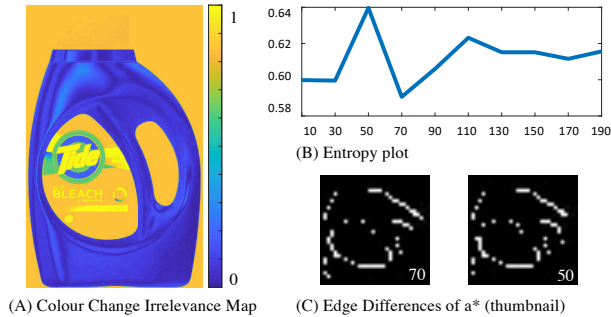 1
0
Tide
BLEACH
(A) Colour Change Irrelevance Map
0.64
0.62
0.60
0.58
10 30 50 70 90 110 130 150 170 190
(B) Entropy plot
70
50
(C) Edge Differences of a* (thumbnail)